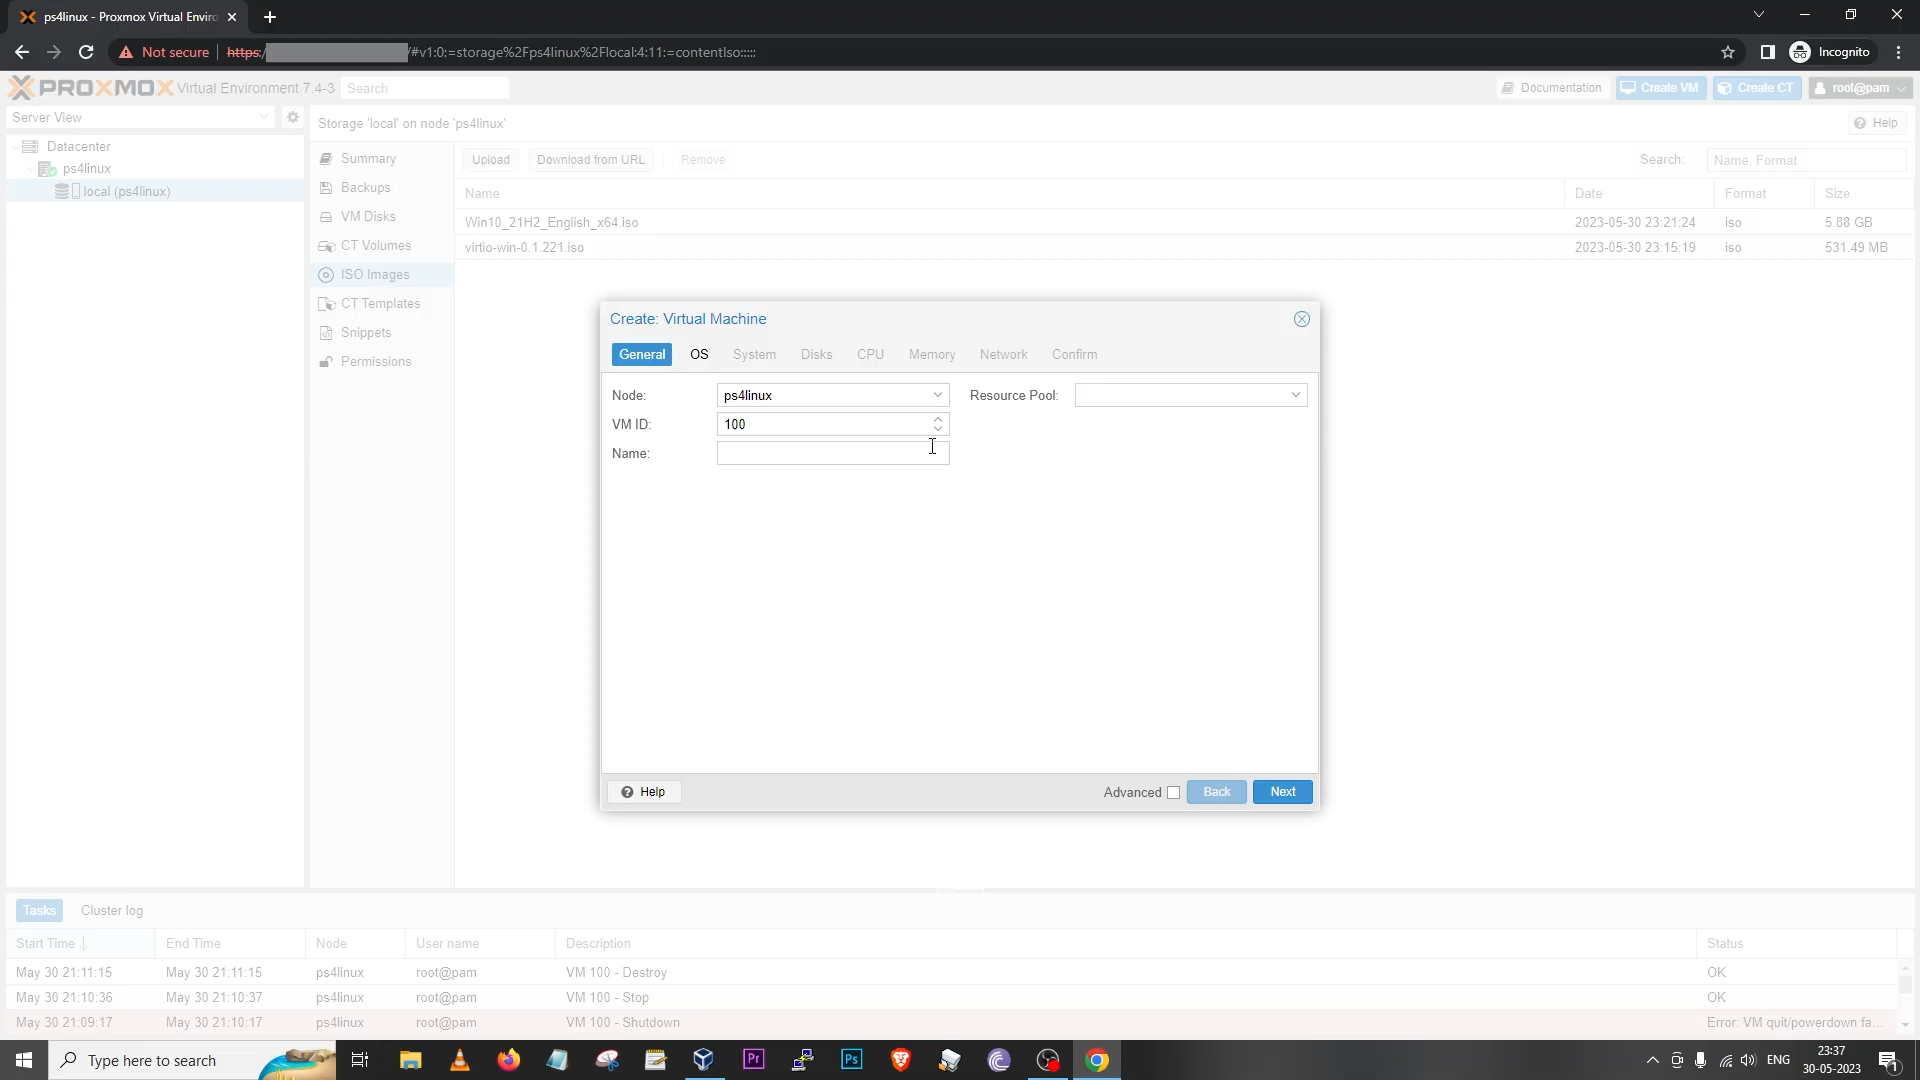 ps4linux - Proxmox Virtual Enviro
Not secure https:/ /#v1:0:=storage%2Fps4linux%2Flocal:4:11:=contentIso:::::
Incognito
PROXMOX Virtual Environment 7.4-3 Search
Documentation Create VM Create CT root@pam
Server View
Storage 'local' on node 'ps4linux'
Help
Datacenter
ps4linux
local (ps4linux)
Summary
Backups
VM Disks
CT Volumes
ISO Images
CT Templates
Snippets
Permissions
Upload Download from URL Remove
Search: Name, Format
Name Date Format Size
Win10_21H2_English_x64.iso 2023-05-30 23:21:24 iso 5.88 GB
virtio-win-0.1.221.iso 2023-05-30 23:15:19 iso 531.49 MB
Create: Virtual Machine
General OS System Disks CPU Memory Network Confirm
Node: ps4linux Resource Pool:
VM ID: 100
Name:
Help
Advanced Back Next
Tasks Cluster log
Start Time End Time Node User name Description Status
May 30 21:11:15 May 30 21:11:15 ps4linux root@pam VM 100 - Destroy OK
May 30 21:10:36 May 30 21:10:37 ps4linux root@pam VM 100 - Stop OK
May 30 21:09:17 May 30 21:10:17 ps4linux root@pam VM 100 - Shutdown Error: VM quit/powerdown fa...
Type here to search
Pr
Ps
ENG
23:37
30-05-2023
1